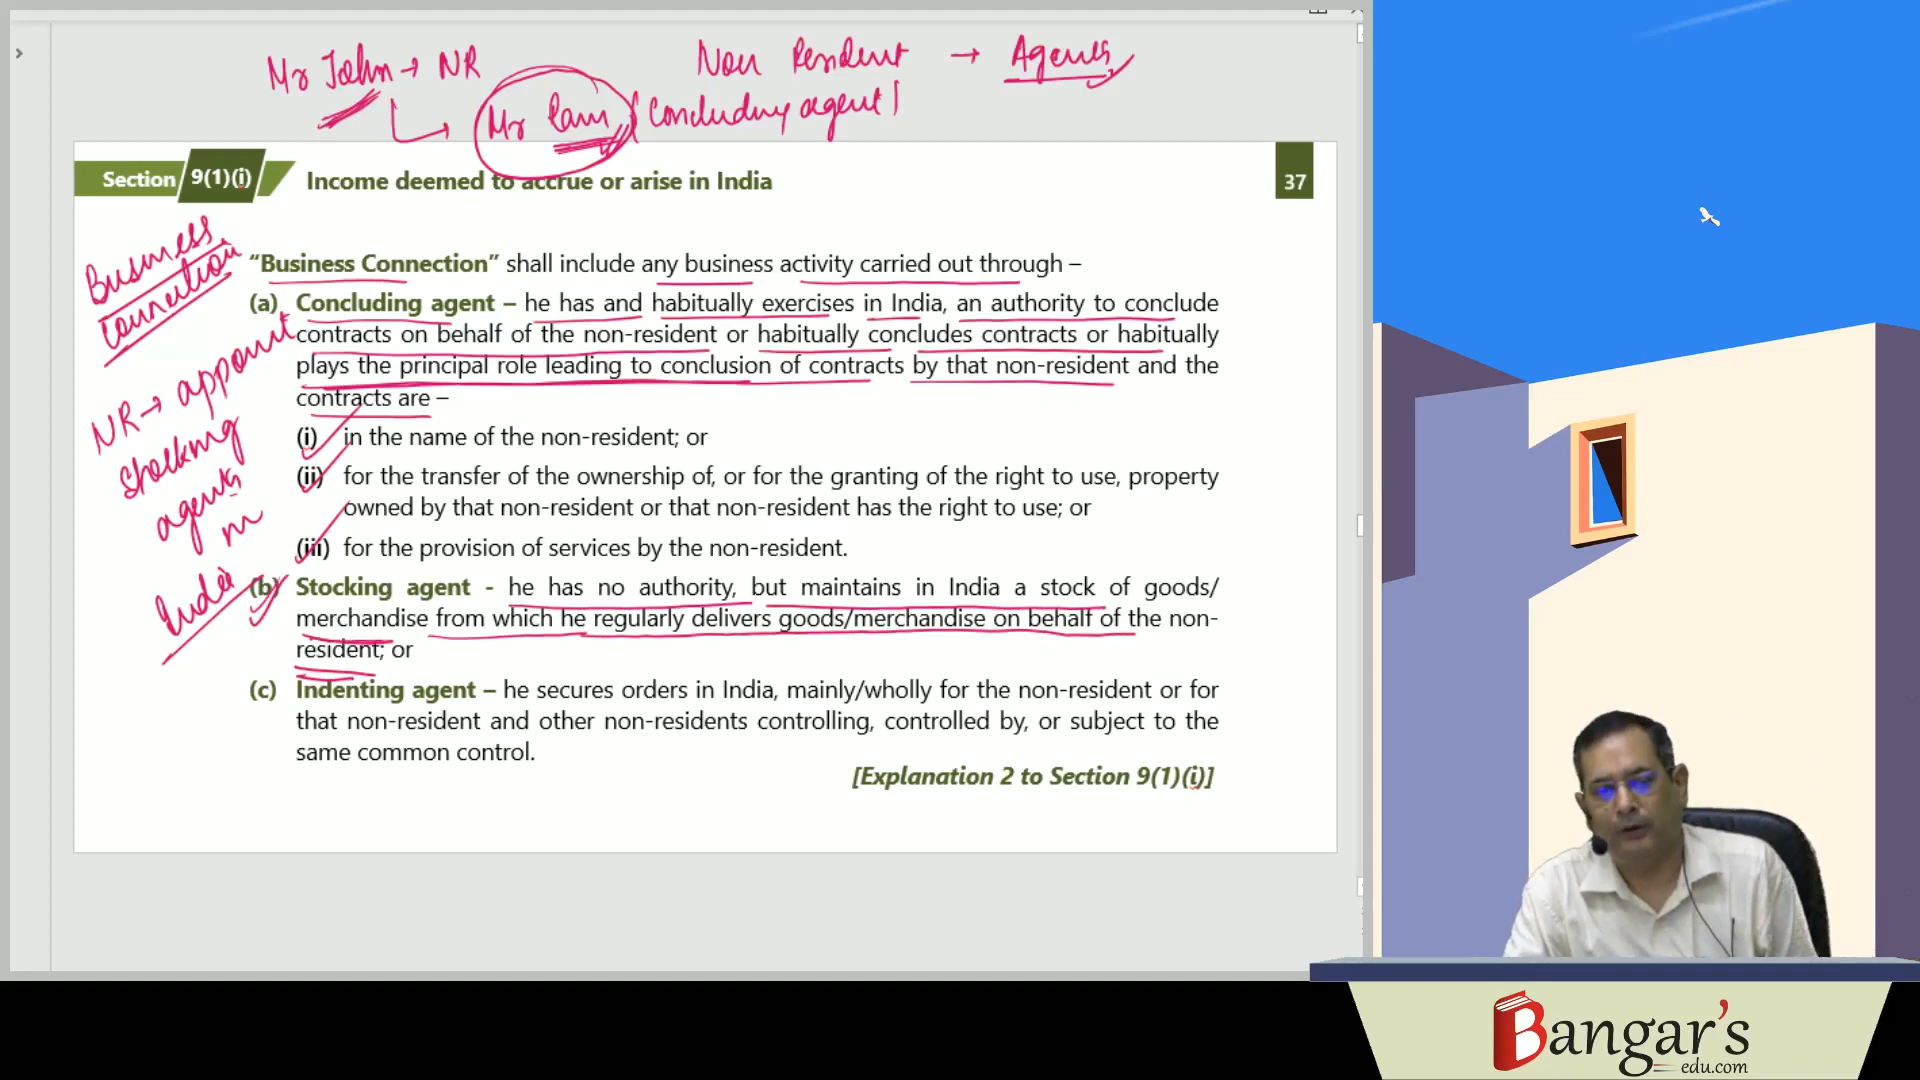 Mr John → NR
Non Resident → Agents
Mr Ram (Concluding agent)
Section 9(1)(i) Income deemed to accrue or arise in India
37
Business
Connection
“Business Connection” shall include any business activity carried out through –
(a) Concluding agent – he has and habitually exercises in India, an authority to conclude
contracts on behalf of the non-resident or habitually concludes contracts or habitually
plays the principal role leading to conclusion of contracts by that non-resident and the
contracts are –
(i) in the name of the non-resident; or
(ii) for the transfer of the ownership of, or for the granting of the right to use, property
owned by that non-resident or that non-resident has the right to use; or
(iii) for the provision of services by the non-resident.
NR → appoint
Stocking
agents
in
India
(b) Stocking agent - he has no authority, but maintains in India a stock of goods/
merchandise from which he regularly delivers goods/merchandise on behalf of the non-
resident; or
(c) Indenting agent – he secures orders in India, mainly/wholly for the non-resident or for
that non-resident and other non-residents controlling, controlled by, or subject to the
same common control.
[Explanation 2 to Section 9(1)(i)]
Bangar's
edu.com